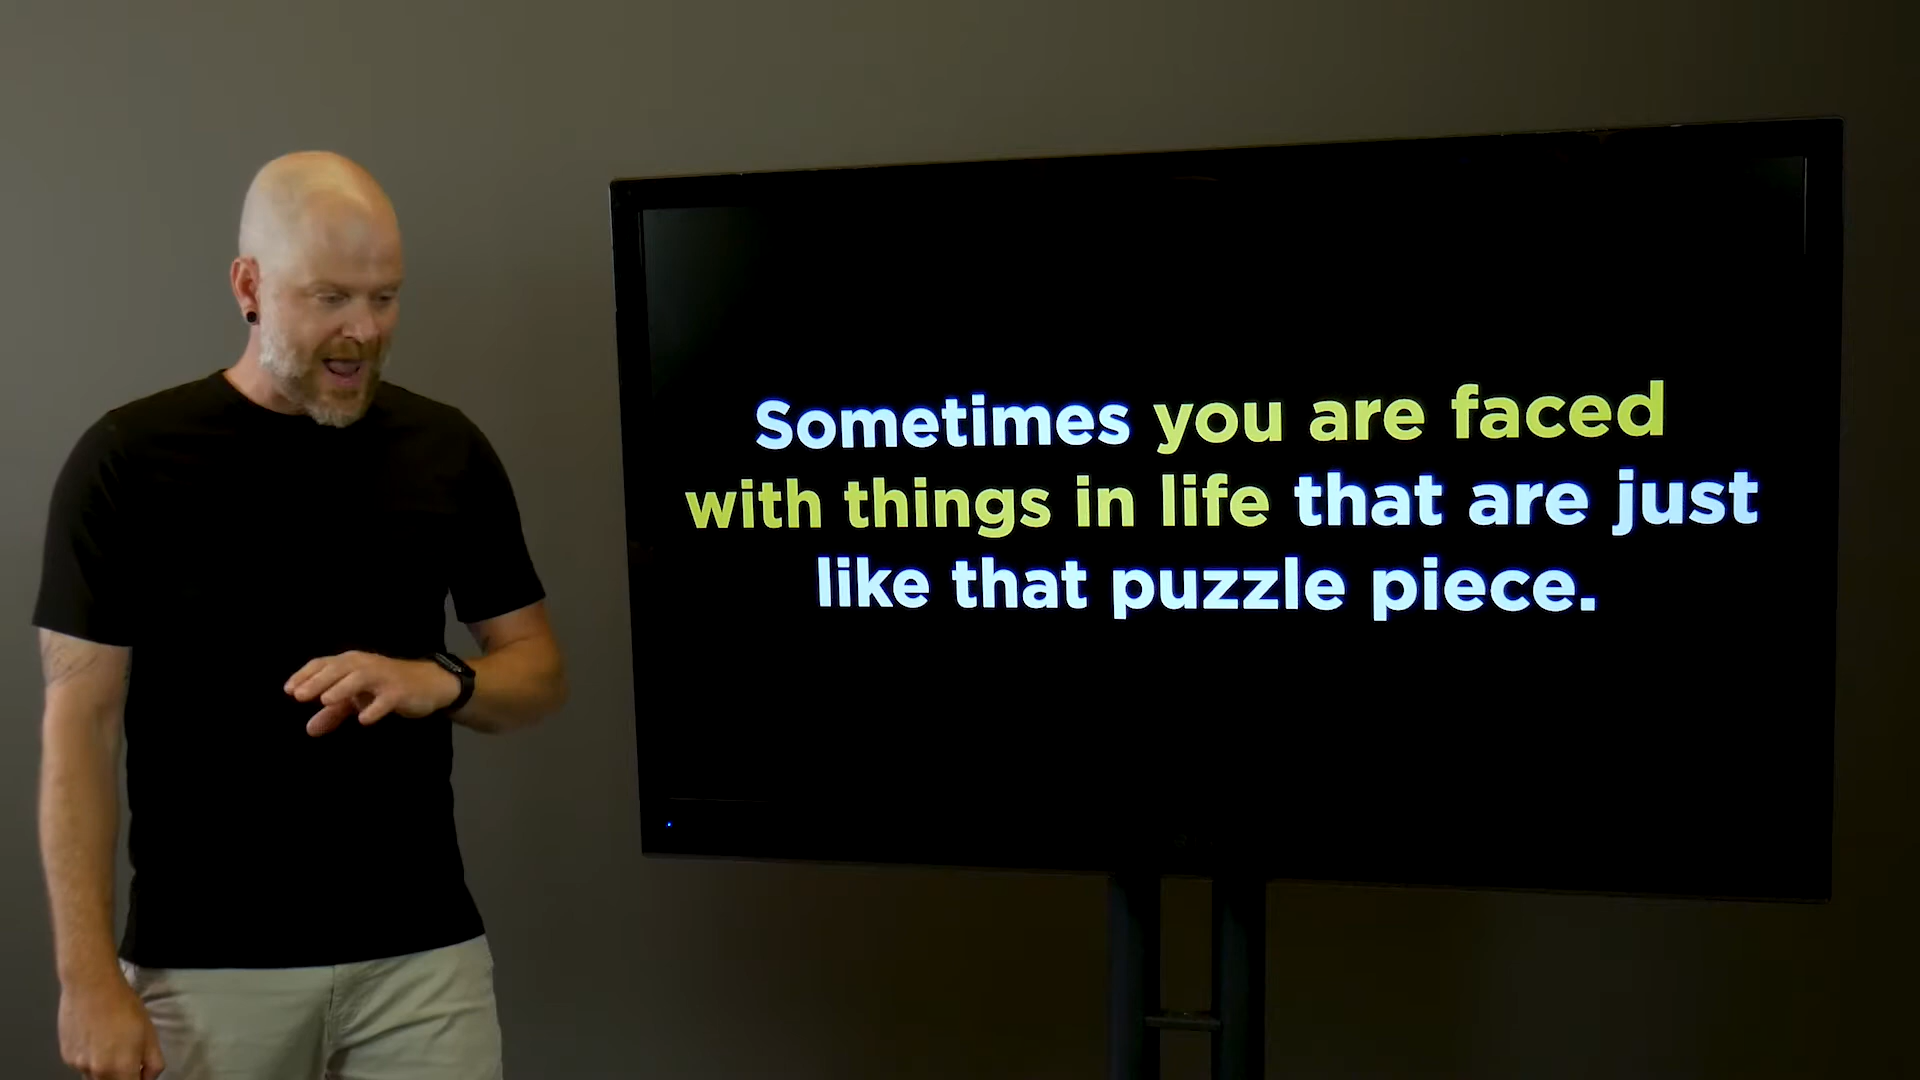 Sometimes you are faced
with things in life that are just
like that puzzle piece.